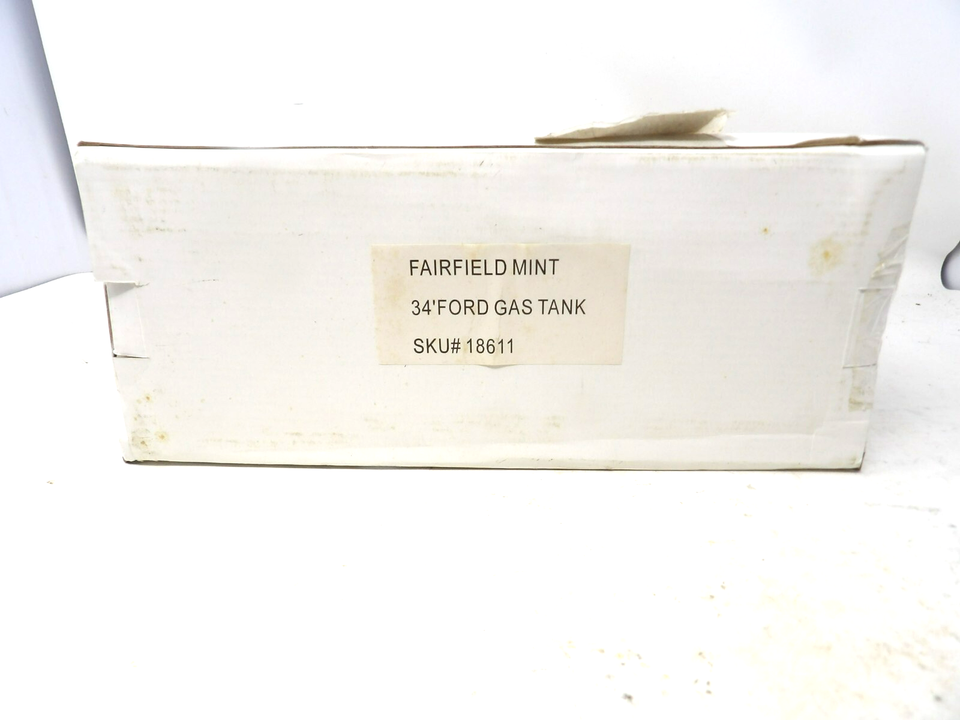 FAIRFIELD MINT
34'FORD GAS TANK
SKU# 18611